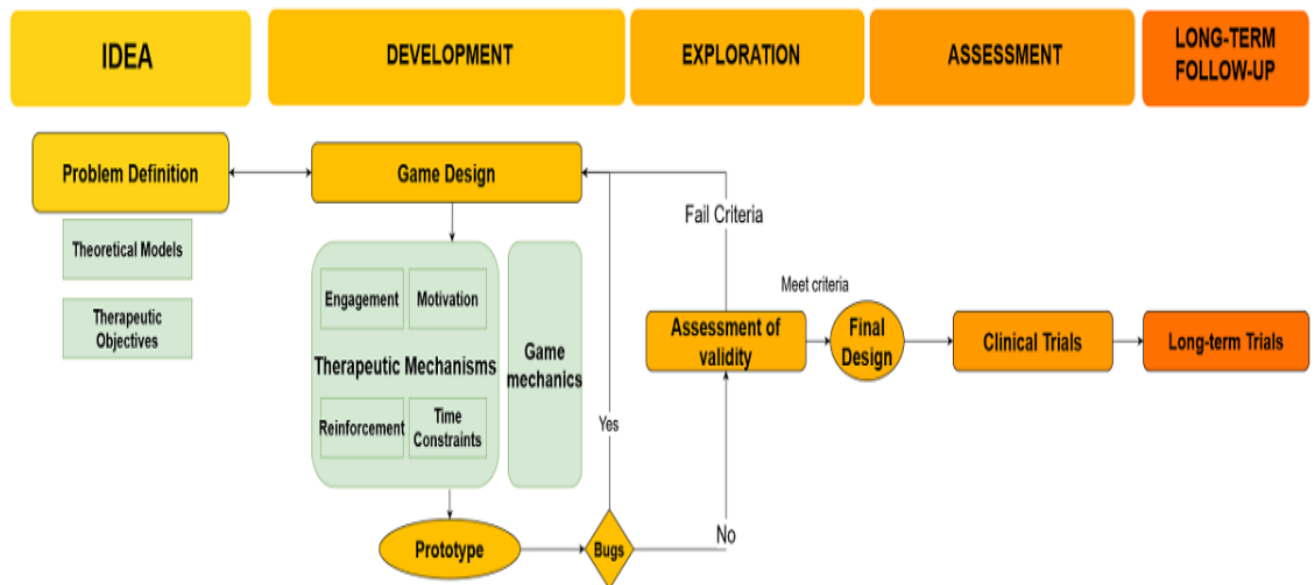 IDEA
DEVELOPMENT
EXPLORATION
ASSESSMENT
LONG-TERM
FOLLOW-UP
Problem Definition
Game Design
Theoretical Models
Therapeutic
Objectives
Engagement
Motivation
Therapeutic Mechanisms
Reinforcement
Time
Constraints
Game
mechanics
Prototype
Bugs
Yes
No
Fail Criteria
Assessment of
validity
Meet criteria
Final
Design
Clinical Trials
Long-term Trials